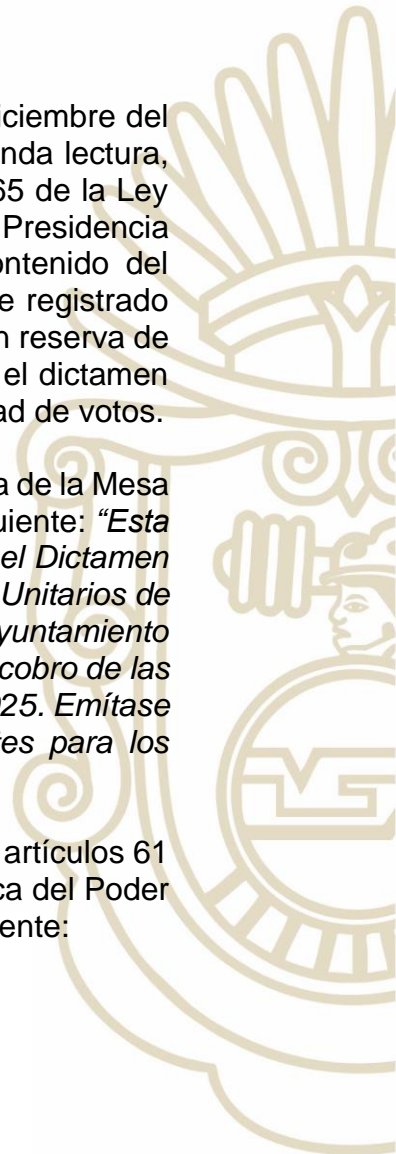 iciembre del
nda lectura,
65 de la Ley
Presidencia
ontenido del
e registrado
n reserva de
el dictamen
ad de votos.
a de la Mesa
uiente: “Esta
el Dictamen
Unitarios de
yuntamiento
cobro de las
025. Emítase
es para los
artículos 61
ca del Poder
ente: